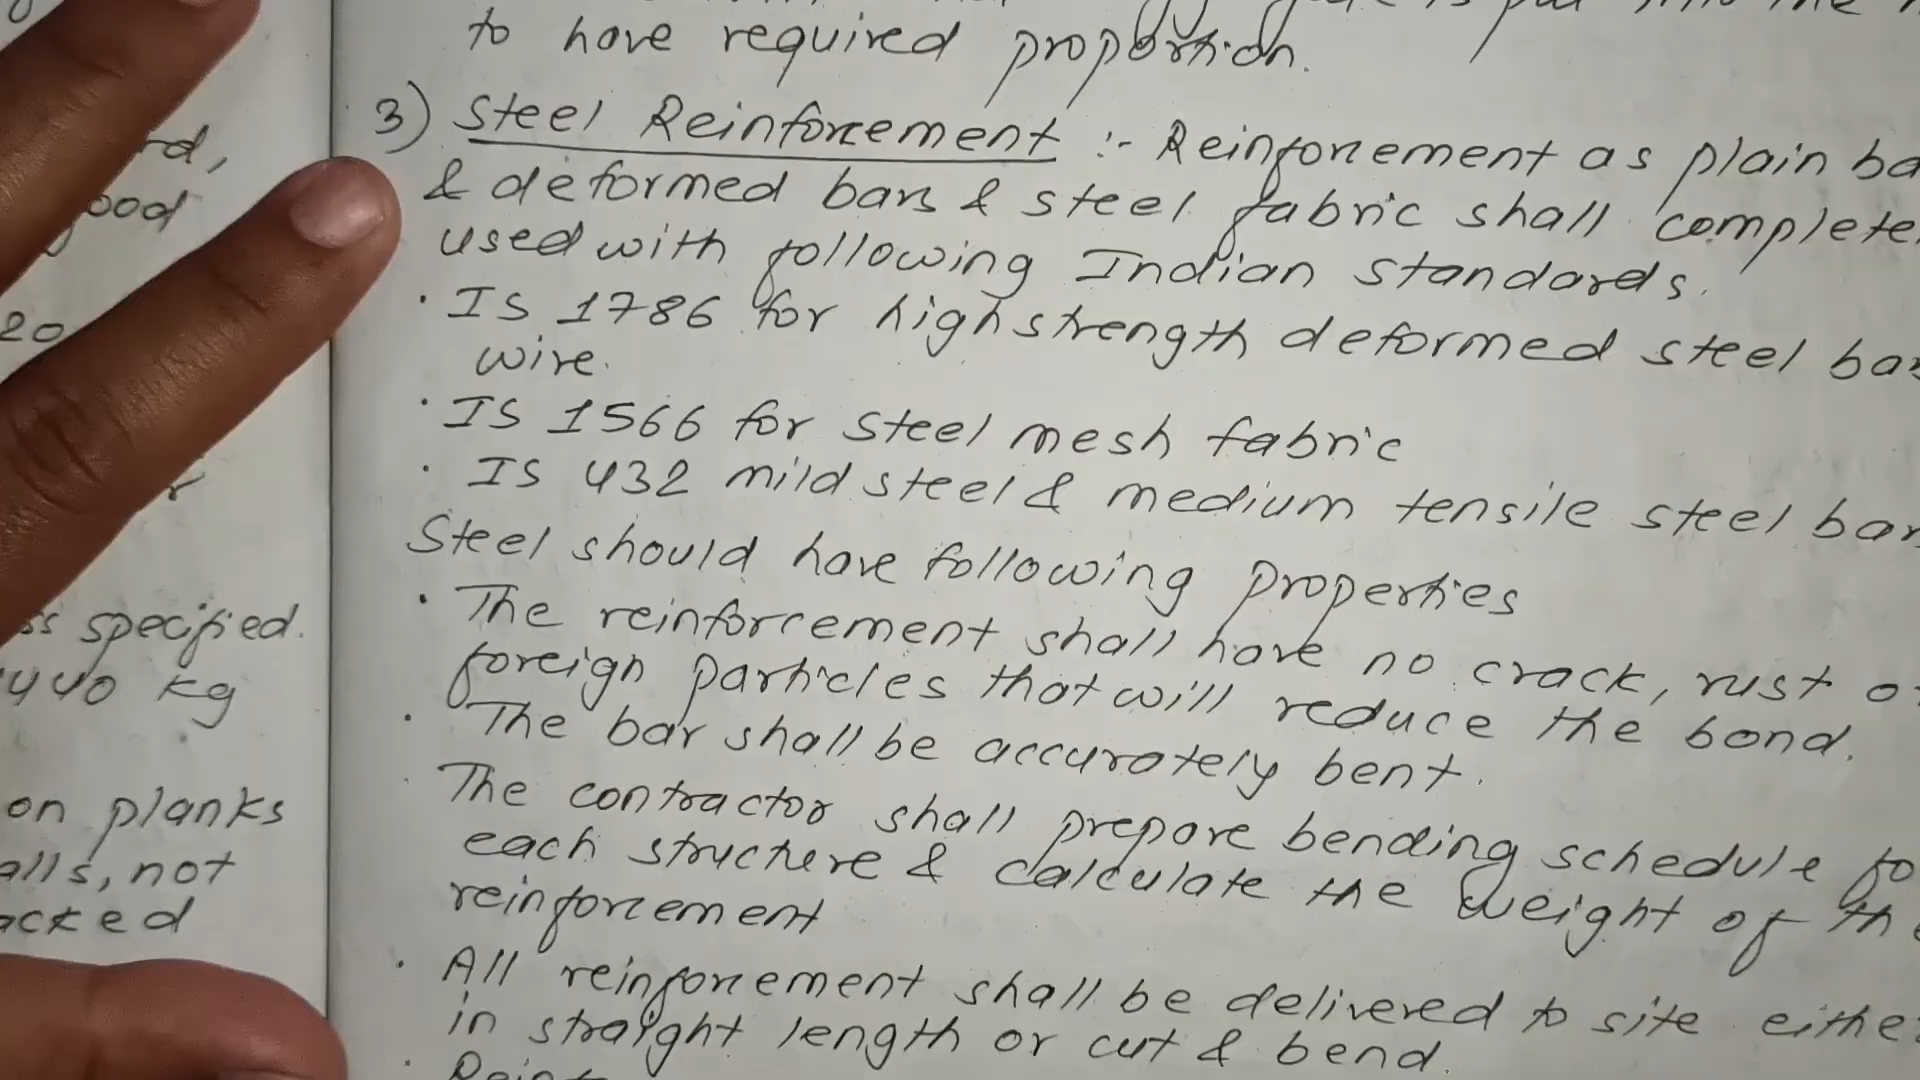 rd,
ood
20
specified.
440 kg
on planks
alls, not
acked
to have required proportion.
3) Steel Reinforcement :- Reinforcement as plain ba
& deformed bars & steel fabric shall complete
used with following Indian standards.
· IS 1786 for high strength deformed steel bar
wire.
· IS 1566 for steel mesh fabric
· IS 432 mild steel & medium tensile steel bar
Steel should have following properties
· The reinforcement shall have no crack, rust o
foreign particles that will reduce the bond.
· The bar shall be accurately bent.
· The contractor shall prepare bending schedule fo
each structure & calculate the weight of the
reinforcement
· All reinforcement shall be delivered to site eithe
in straight length or cut & bend.